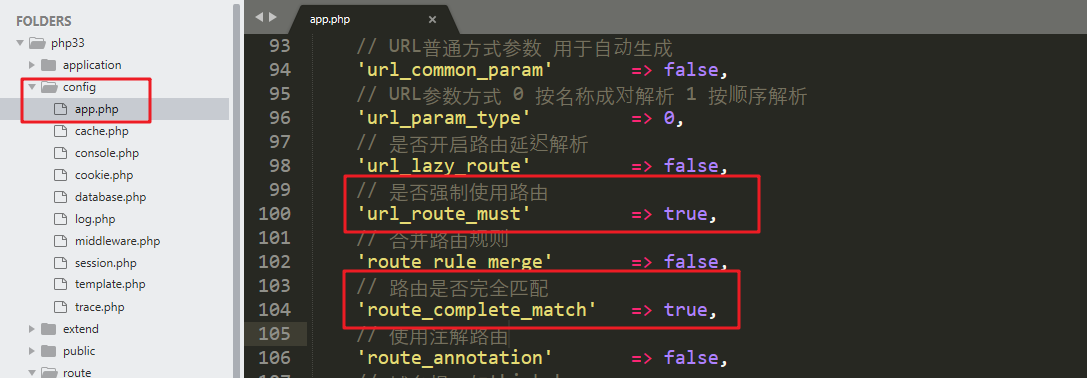 FOLDERS
php33
application
config
app.php
cache.php
console.php
cookie.php
database.php
log.php
middleware.php
session.php
template.php
trace.php
extend
public
route
app.php ×
93 // URL普通方式参数 用于自动生成
94 'url_common_param' => false,
95 // URL参数方式 0 按名称成对解析 1 按顺序解析
96 'url_param_type' => 0,
97 // 是否开启路由延迟解析
98 'url_lazy_route' => false,
99 // 是否强制使用路由
100 'url_route_must' => true,
101 // 合并路由规则
102 'route_rule_merge' => false,
103 // 路由是否完全匹配
104 'route_complete_match' => true,
105 // 使用注解路由
106 'route_annotation' => false,